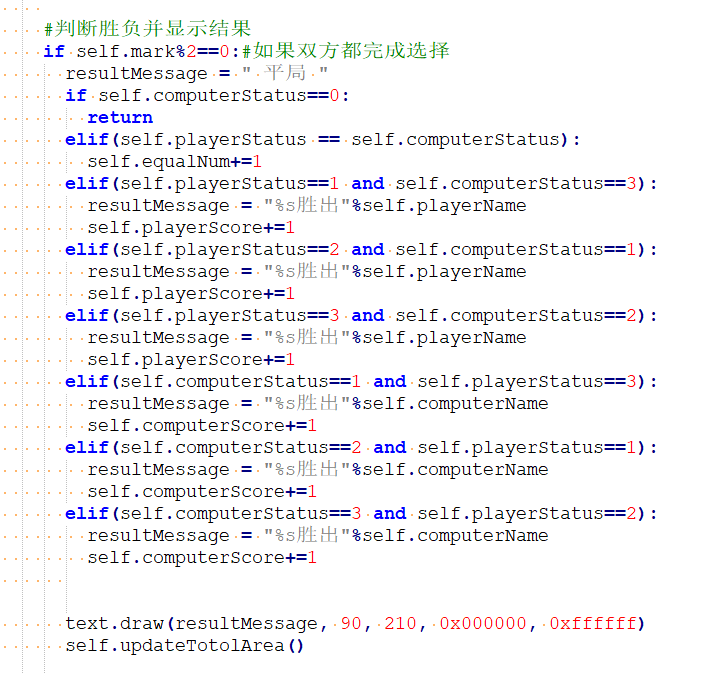 #判断胜负并显示结果
if self.mark%2==0:#如果双方都完成选择
resultMessage = " 平局 "
if self.computerStatus==0:
return
elif(self.playerStatus == self.computerStatus):
self.equalNum+=1
elif(self.playerStatus==1 and self.computerStatus==3):
resultMessage = "%s胜出"%self.playerName
self.playerScore+=1
elif(self.playerStatus==2 and self.computerStatus==1):
resultMessage = "%s胜出"%self.playerName
self.playerScore+=1
elif(self.playerStatus==3 and self.computerStatus==2):
resultMessage = "%s胜出"%self.playerName
self.playerScore+=1
elif(self.computerStatus==1 and self.playerStatus==3):
resultMessage = "%s胜出"%self.computerName
self.computerScore+=1
elif(self.computerStatus==2 and self.playerStatus==1):
resultMessage = "%s胜出"%self.computerName
self.computerScore+=1
elif(self.computerStatus==3 and self.playerStatus==2):
resultMessage = "%s胜出"%self.computerName
self.computerScore+=1
text.draw(resultMessage, 90, 210, 0x000000, 0xffffff)
self.updateTotolArea()